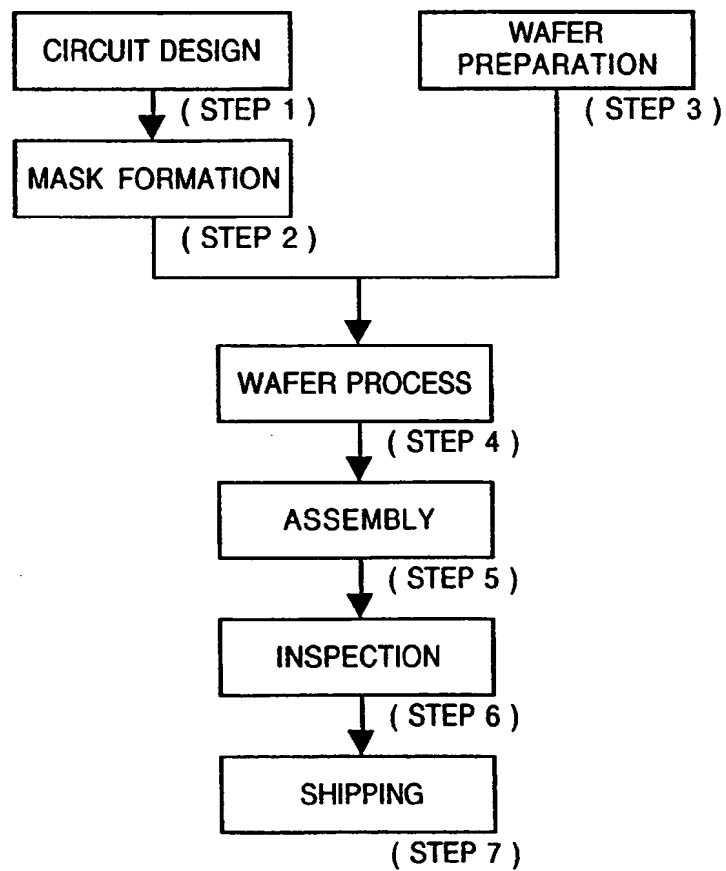 CIRCUIT DESIGN
( STEP 1 )
MASK FORMATION
( STEP 2 )
WAFER
PREPARATION
( STEP 3 )
WAFER PROCESS
( STEP 4 )
ASSEMBLY
( STEP 5 )
INSPECTION
( STEP 6 )
SHIPPING
( STEP 7 )